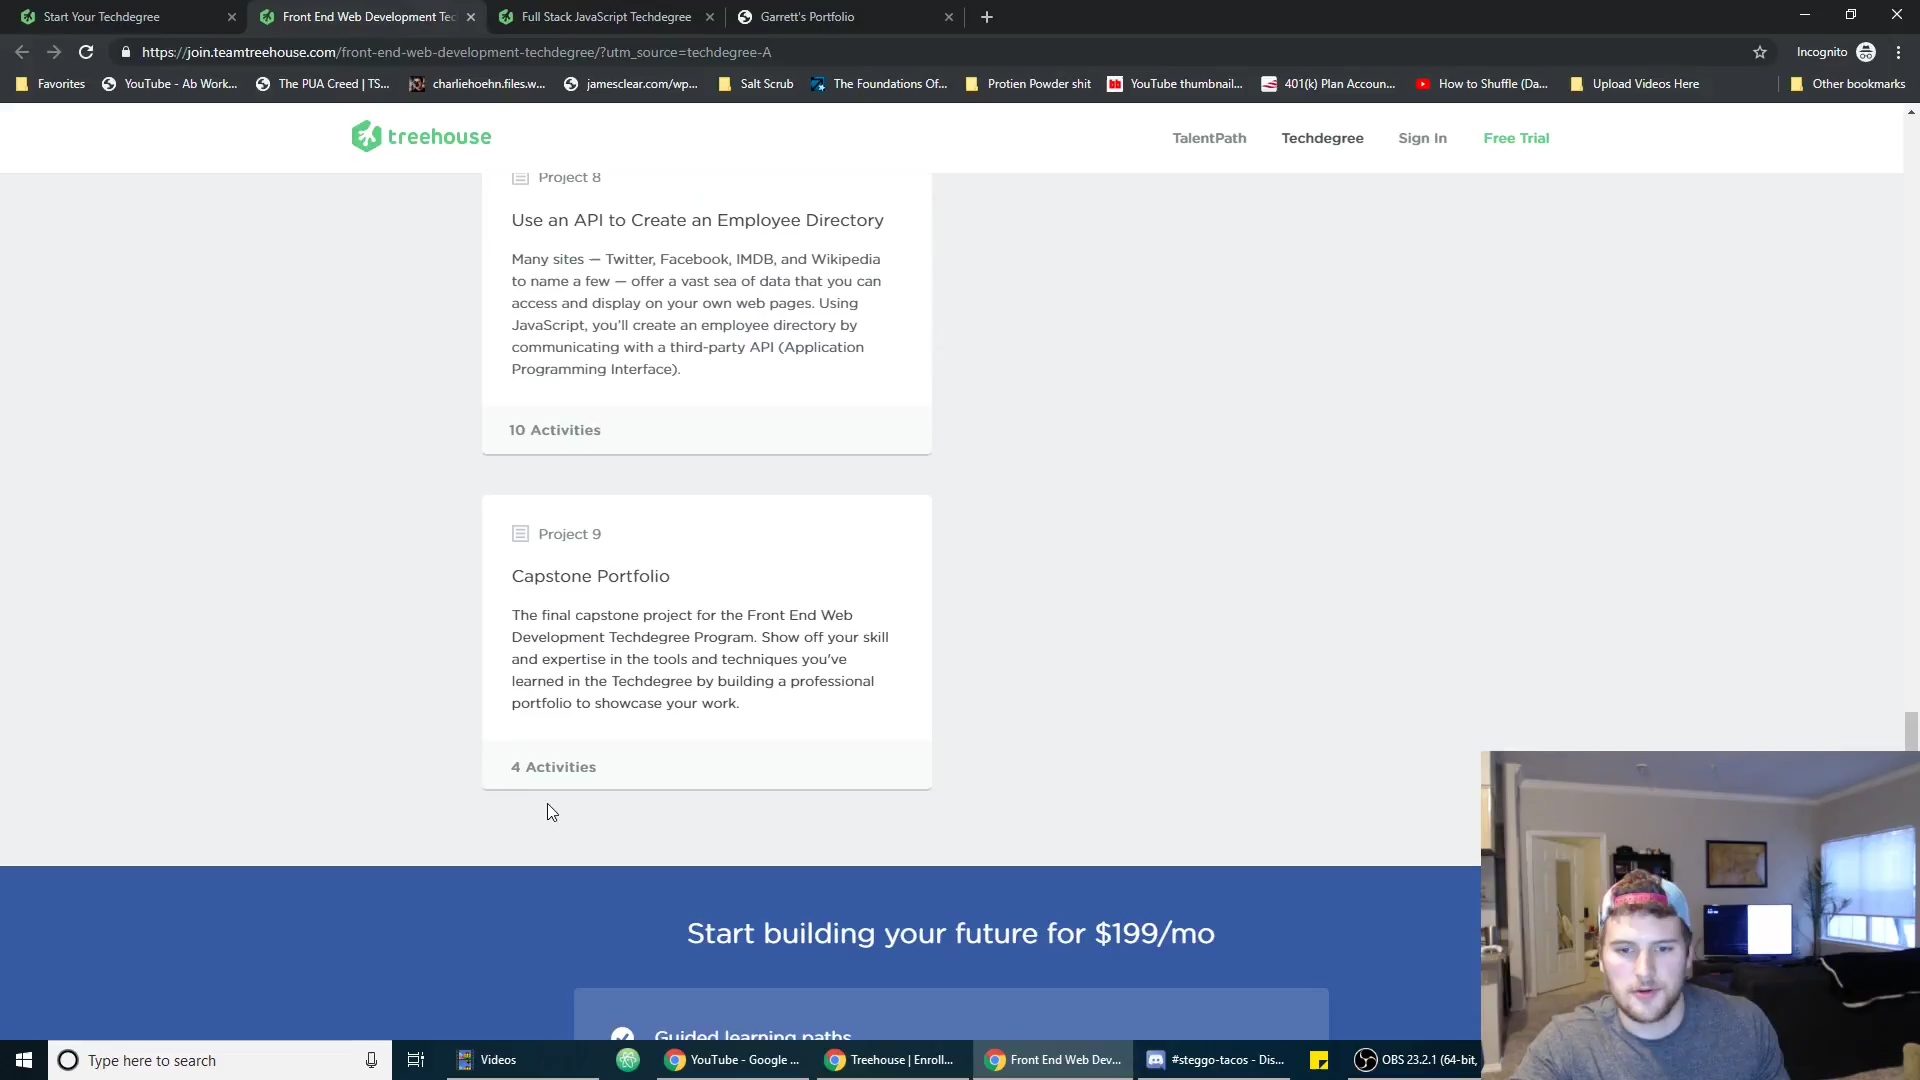 Start Your Techdegree
Front End Web Development Tec
Full Stack JavaScript Techdegree
Garrett's Portfolio
https://join.teamtreehouse.com/front-end-web-development-techdegree/?utm_source=techdegree-A
Incognito
Favorites
YouTube - Ab Work...
The PUA Creed | TS...
charliehoehn.files.w...
jamesclear.com/wp...
Salt Scrub
The Foundations Of...
Protien Powder shit
YouTube thumbnail...
401(k) Plan Accoun...
How to Shuffle (Da...
Upload Videos Here
Other bookmarks
treehouse
TalentPath
Techdegree
Sign In
Free Trial
Project 8
Use an API to Create an Employee Directory
Many sites — Twitter, Facebook, IMDB, and Wikipedia
to name a few — offer a vast sea of data that you can
access and display on your own web pages. Using
JavaScript, you'll create an employee directory by
communicating with a third-party API (Application
Programming Interface).
10 Activities
Project 9
Capstone Portfolio
The final capstone project for the Front End Web
Development Techdegree Program. Show off your skill
and expertise in the tools and techniques you've
learned in the Techdegree by building a professional
portfolio to showcase your work.
4 Activities
Start building your future for $199/mo
Guided learning paths
Type here to search
Videos
YouTube - Google ...
Treehouse | Enroll...
Front End Web Dev...
#steggo-tacos - Dis...
OBS 23.2.1 (64-bit,